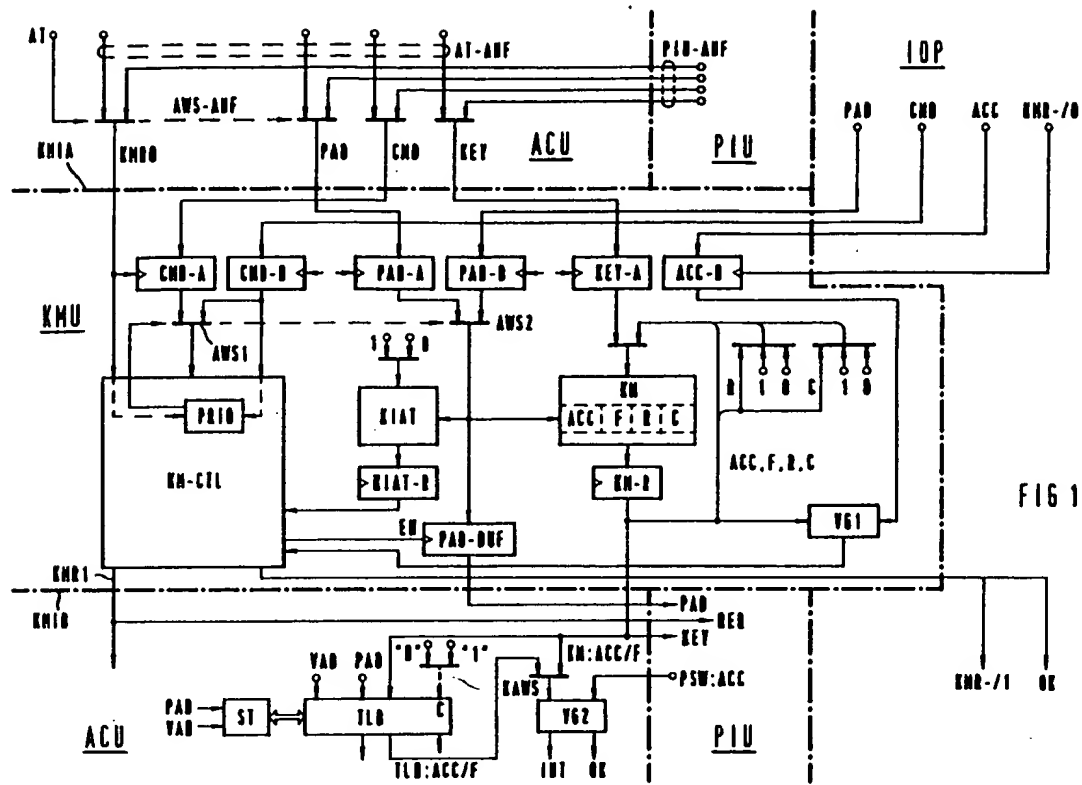 AT
AT-ANF
PIU-ANF
IOP
AWS-ANF
PAD
CMD
ACC
KMR-/0
KMIA
KMR0
PAD
CMD
KEY
ACU
PIU
CMD-A
CMD-B
PAD-A
PAD-B
KEY-A
ACC-B
KMU
AWS1
AWS2
1
0
R
1
0
C
1
0
PRIO
KIAT
KM
ACC
F
R
C
KM-CTL
KIAT-R
KM-R
ACC,F,R,C
FIG 1
EN
PAD-BUF
VG1
KMR1
KMIB
PAD
RER
KEY
"0"
"1"
KM:ACC/F
VAD
PAD
KAWS
PSW:ACC
KMR-/1
OK
PAD
VAD
ST
TLB
C
VG2
ACU
TLB:ACC/F
INT
OK
PIU